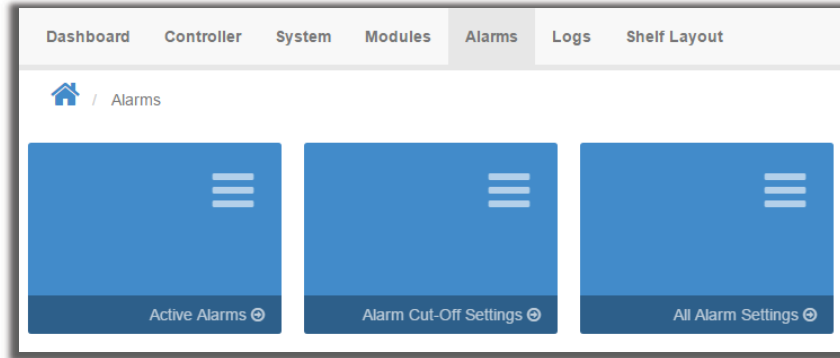 Dashboard Controller System Modules Alarms Logs Shelf Layout
/ Alarms
Active Alarms Alarm Cut-Off Settings All Alarm Settings